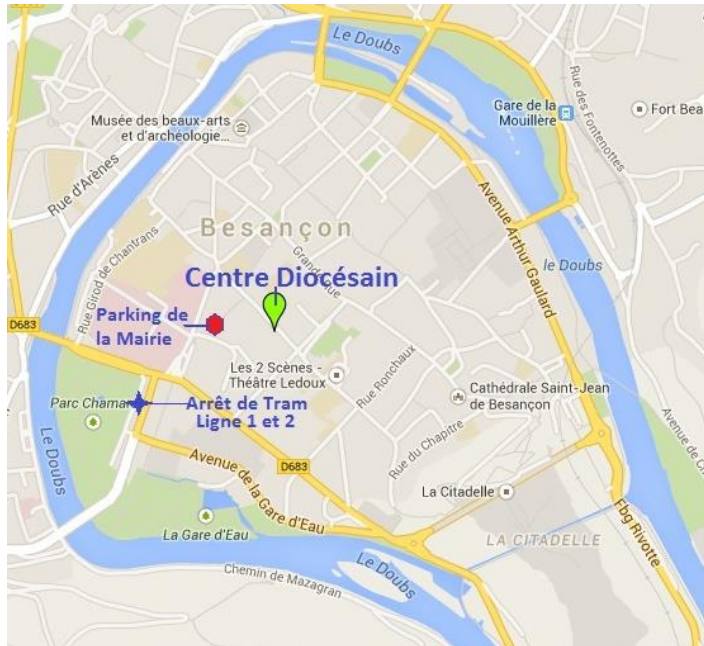 Le Doubs
Gare de la
Mouillère
Rue des Fontenottes
Fort Bea
Musée des beaux-arts
et d'archéologie...
Rue d'Arènes
Avenue Arthur Gaulard
Besançon
le Doubs
Rue Girod de Chantrans
Grande Rue
Centre Diocésain
Parking de
la Mairie
D683
Les 2 Scènes -
Théâtre Ledoux
Rue Ronchaux
Cathédrale Saint-Jean
de Besançon
Parc Chamar
Arrêt de Tram
Ligne 1 et 2
Rue du Chapitre
Avenue de C
Le Doubs
Avenue de la Gare d'Eau
D683
La Citadelle
Fbg Rivotte
La Gare d'Eau
LA CITADELLE
Chemin de Mazagran
Le Doubs